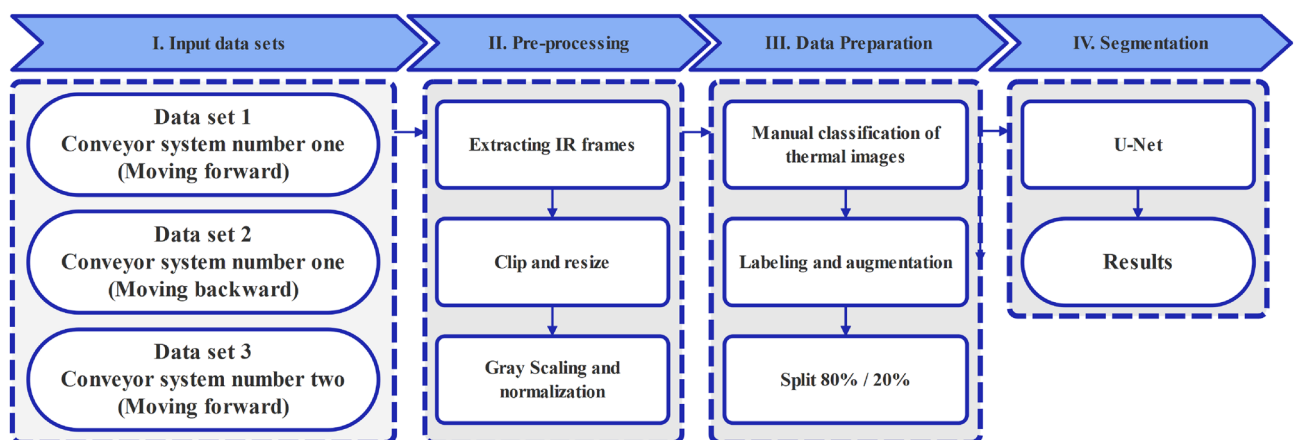 I. Input data sets
II. Pre-processing
III. Data Preparation
IV. Segmentation
Data set 1
Conveyor system number one
(Moving forward)
Data set 2
Conveyor system number one
(Moving backward)
Data set 3
Conveyor system number two
(Moving forward)
Extracting IR frames
Clip and resize
Gray Scaling and
normalization
Manual classification of
thermal images
Labeling and augmentation
Split 80% / 20%
U-Net
Results